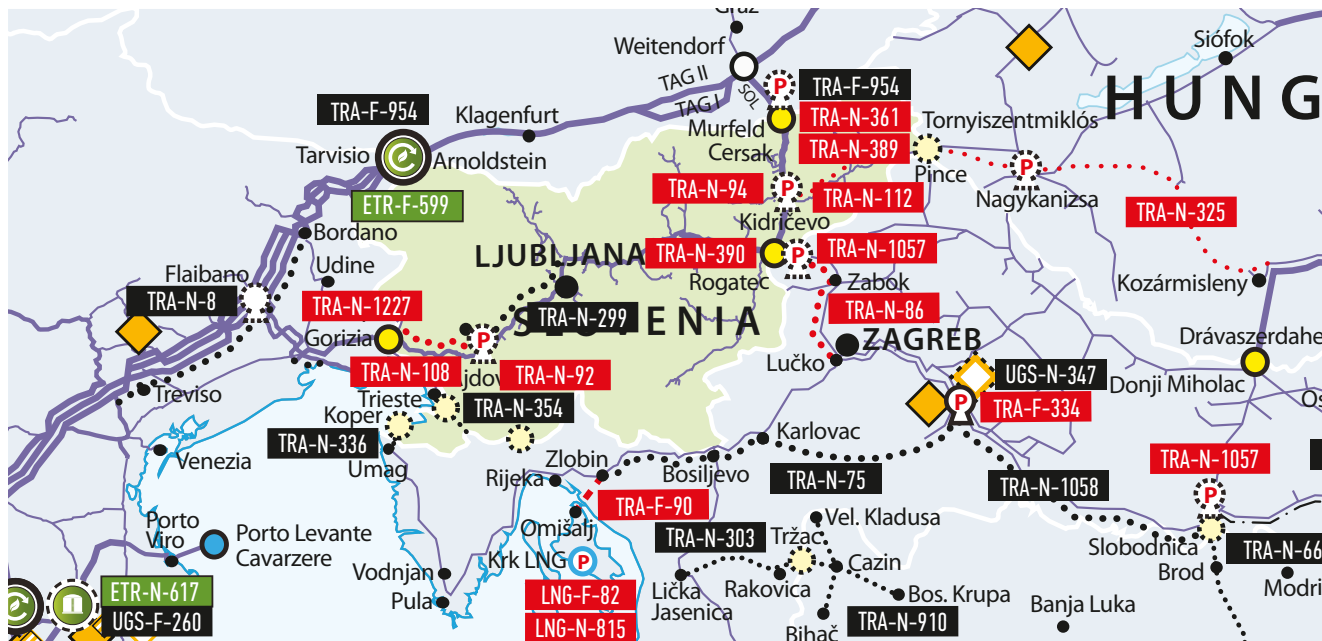 Weitendorf
Siófok
TAG II
TAG I
SOL
TRA-F-954
HUNG
TRA-F-954
Klagenfurt
Murfeld
Cersak
TRA-N-361
TRA-N-389
Tornyiszentmiklós
Tarvisio
Arnoldstein
Pince
ETR-F-599
TRA-N-94
TRA-N-112
Nagykanizsa
TRA-N-325
Kidričevo
Bordano
LJUBLJANA
TRA-N-390
TRA-N-1057
Udine
Flaibano
Rogatec
Zabok
Kozármisleny
TRA-N-8
TRA-N-1227
TRA-N-299
SLOVENIA
TRA-N-86
Gorizia
ZAGREB
Drávaszerdahe
Lučko
TRA-N-108
jdov
TRA-N-92
UGS-N-347
Donji Miholac
Treviso
Trieste
TRA-N-354
TRA-F-334
Os
Koper
TRA-N-336
Karlovac
Venezia
Umag
Zlobin
Bosiljevo
TRA-N-1057
Rijeka
TRA-N-75
TRA-N-1058
TRA-F-90
Omišalj
Porto
Viro
Porto Levante
Cavarzere
TRA-N-303
Tržac
Vel. Kladusa
Slobodnica
TRA-N-66
Krk LNG
Cazin
Brod
Vodnjan
Modri
ETR-N-617
LNG-F-82
Lička
Jasenica
Rakovica
Bos. Krupa
Pula
UGS-F-260
LNG-N-815
Bihać
TRA-N-910
Banja Luka